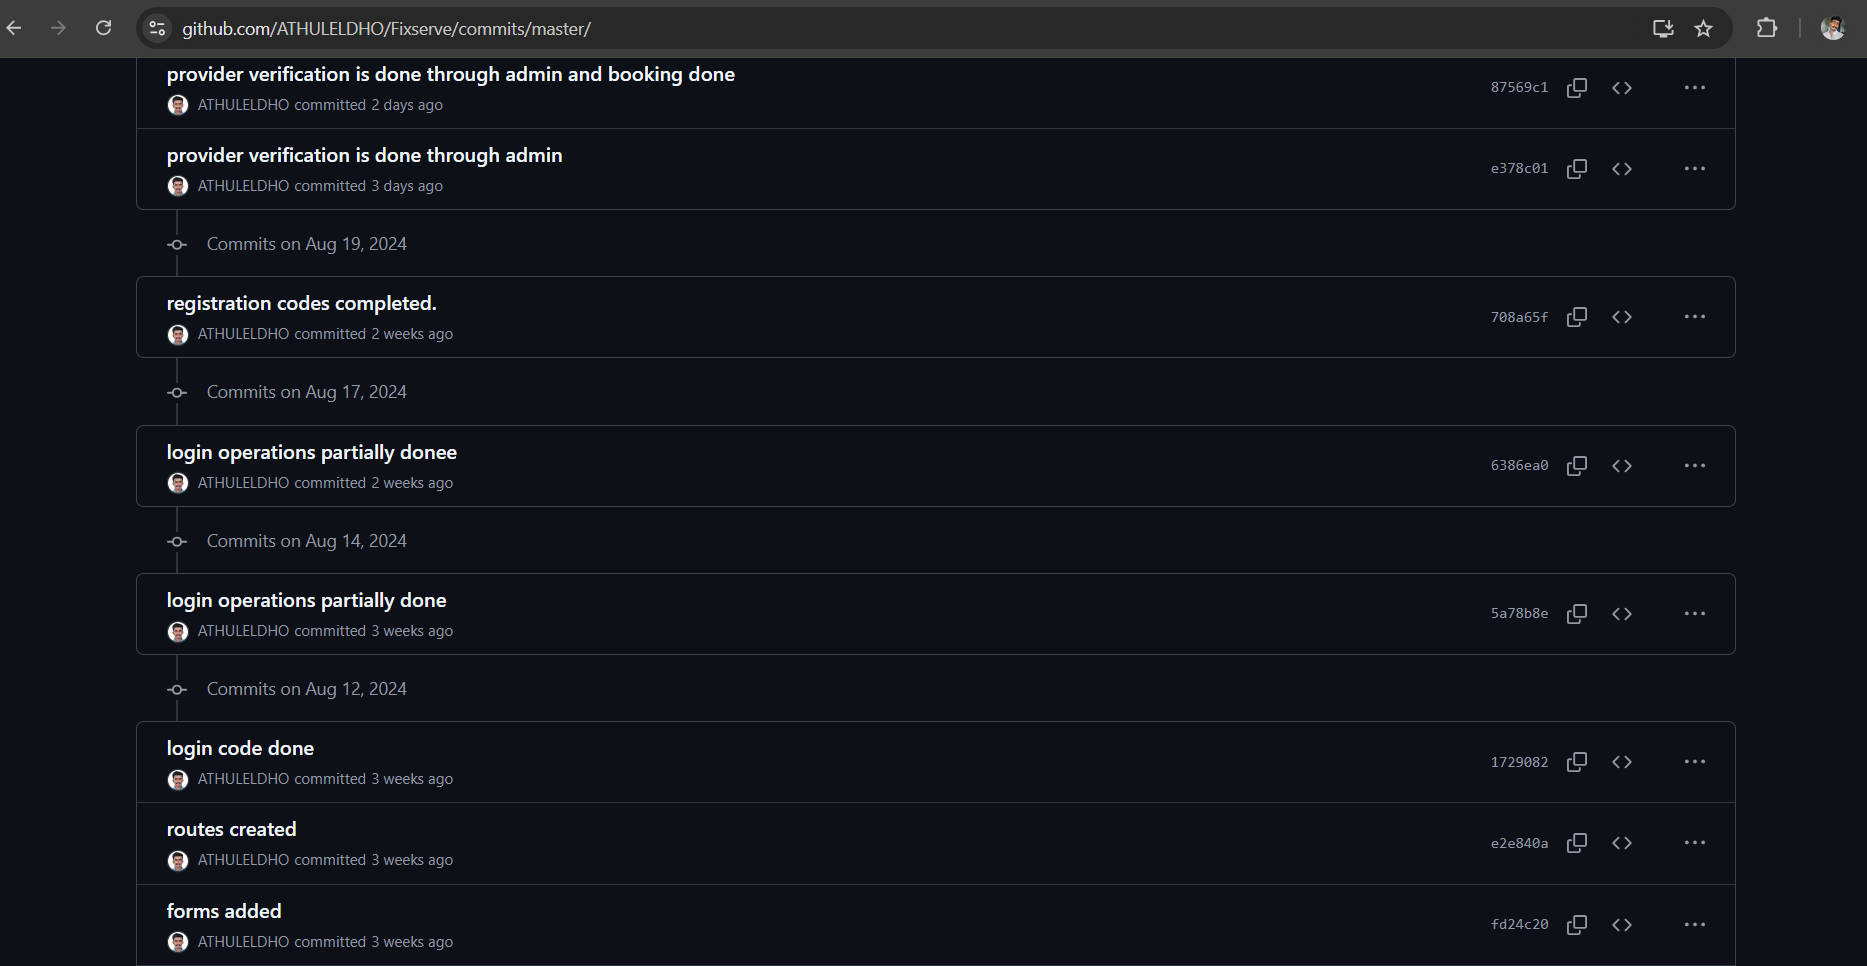 github.com/ATHULELDHO/Fixserve/commits/master/
provider verification is done through admin and booking done
ATHULELDHO committed 2 days ago
87569c1
provider verification is done through admin
ATHULELDHO committed 3 days ago
e378c01
Commits on Aug 19, 2024
registration codes completed.
ATHULELDHO committed 2 weeks ago
708a65f
Commits on Aug 17, 2024
login operations partially donee
ATHULELDHO committed 2 weeks ago
6386ea0
Commits on Aug 14, 2024
login operations partially done
ATHULELDHO committed 3 weeks ago
5a78b8e
Commits on Aug 12, 2024
login code done
ATHULELDHO committed 3 weeks ago
1729082
routes created
ATHULELDHO committed 3 weeks ago
e2e840a
forms added
ATHULELDHO committed 3 weeks ago
fd24c20